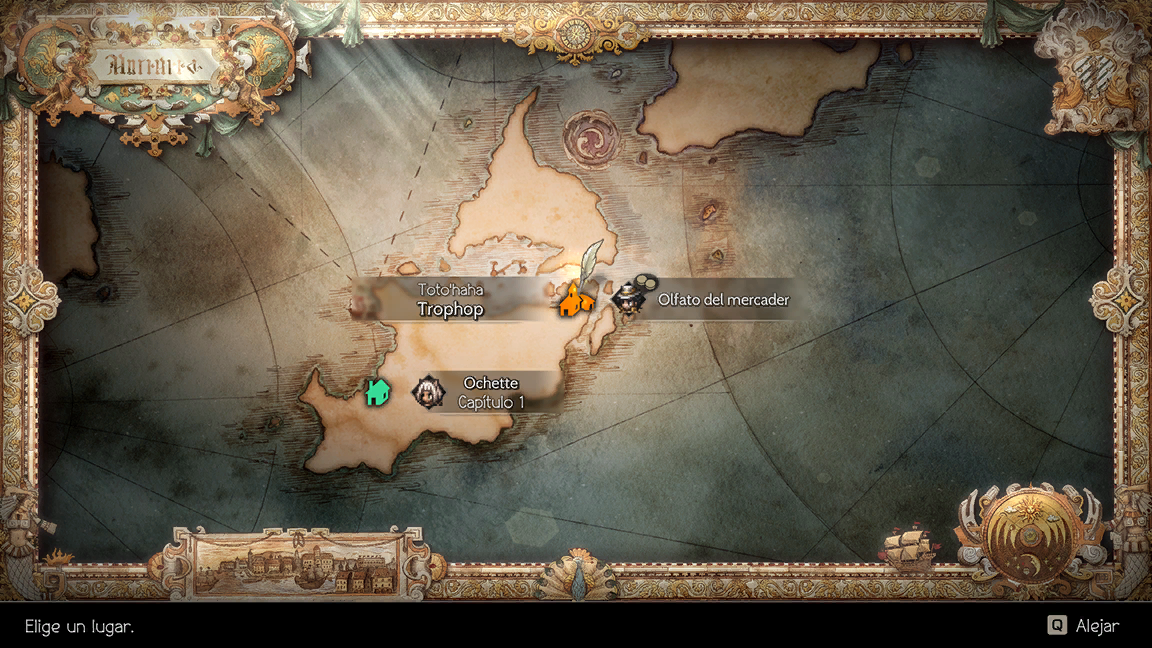 Toto'haha
Trophop
Olfato del mercader
Ochette
Capítulo 1
Elige un lugar.
Q Alejar